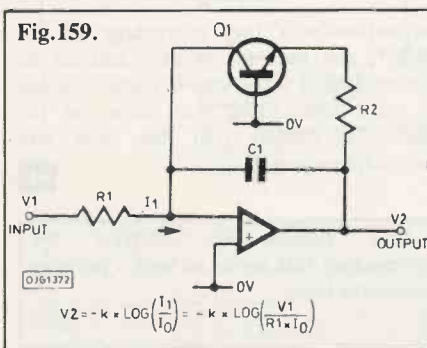 Fig.159.
Q1
0V
R2
C1
V1
R1
I1
V2
INPUT
−
+
OUTPUT
OJG1372
0V
V2 = -k × LOG(I1/I0) = -k × LOG(V1/R1×I0)